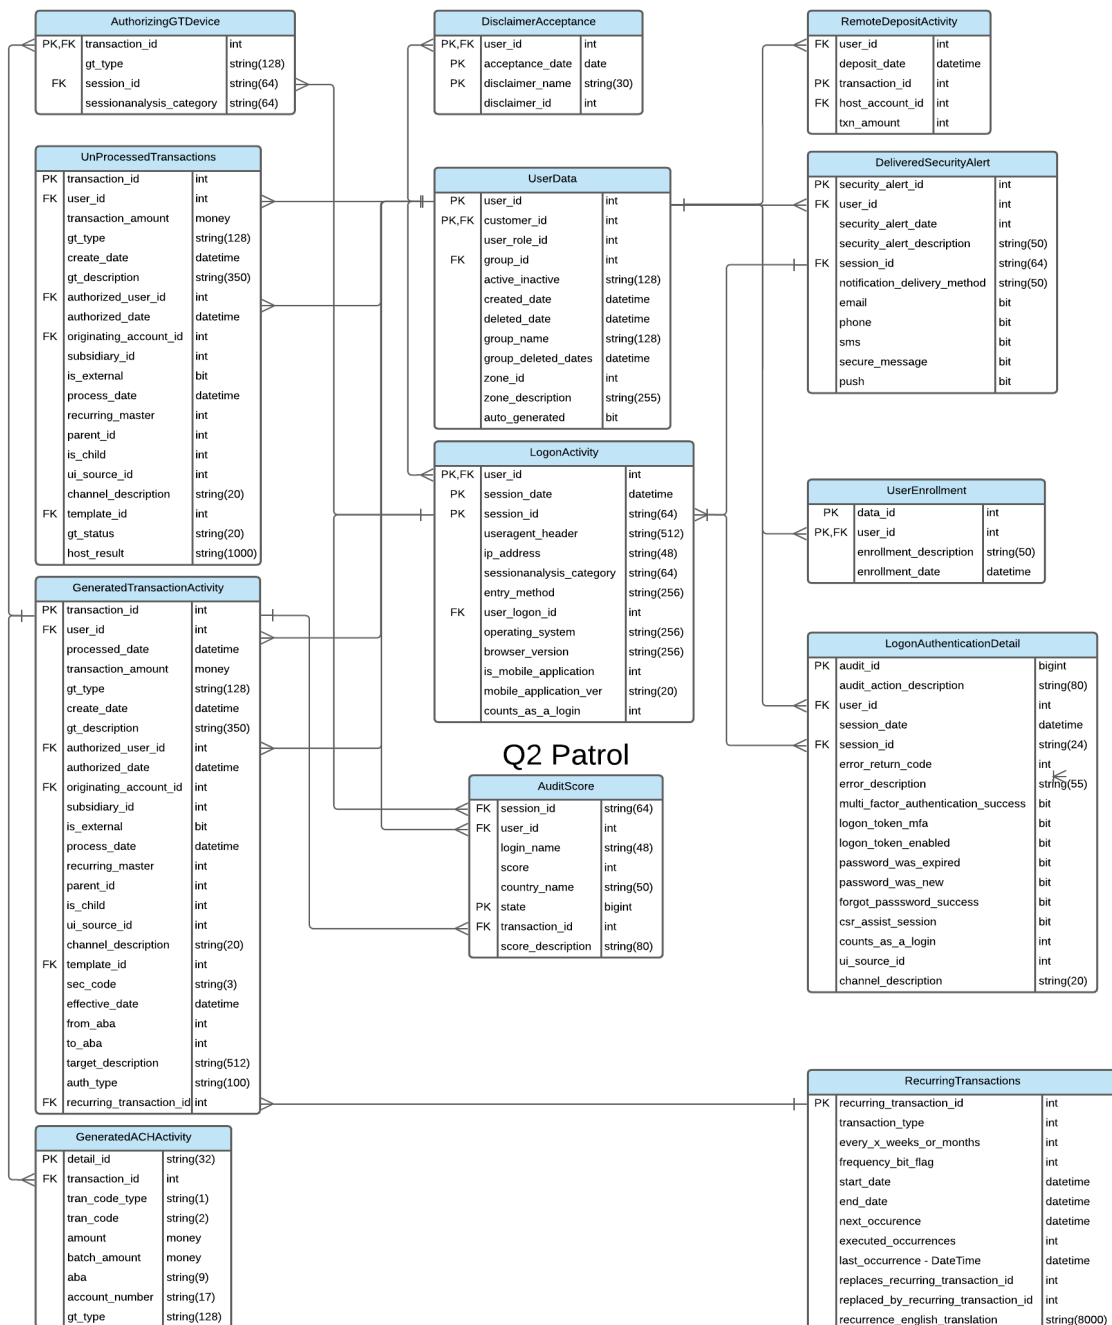 AuthorizingGTDevice
PK,FK transaction_id int
gt_type string(128)
FK session_id string(64)
sessionanalysis_category string(64)
UnProcessedTransactions
PK transaction_id int
FK user_id int
transaction_amount money
gt_type string(128)
create_date datetime
gt_description string(350)
FK authorized_user_id int
authorized_date datetime
FK originating_account_id int
subsidiary_id int
is_external bit
process_date datetime
recurring_master int
parent_id int
is_child int
ui_source_id int
channel_description string(20)
FK template_id int
gt_status string(20)
host_result string(1000)
GeneratedTransactionActivity
PK transaction_id int
FK user_id int
processed_date datetime
transaction_amount money
gt_type string(128)
create_date datetime
gt_description string(350)
FK authorized_user_id int
authorized_date datetime
FK originating_account_id int
subsidiary_id int
is_external bit
process_date datetime
recurring_master int
parent_id int
is_child int
ui_source_id int
channel_description string(20)
FK template_id int
sec_code string(3)
effective_date datetime
from_aba int
to_aba int
target_description string(512)
auth_type string(100)
FK recurring_transaction_id int
GeneratedACHActivity
PK detail_id string(32)
FK transaction_id int
tran_code_type string(1)
tran_code string(2)
amount money
batch_amount money
aba string(9)
account_number string(17)
gt_type string(128)
DisclaimerAcceptance
PK,FK user_id int
PK acceptance_date date
PK disclaimer_name string(30)
disclaimer_id int
UserData
PK user_id int
PK,FK customer_id int
user_role_id int
FK group_id int
active_inactive string(128)
created_date datetime
deleted_date datetime
group_name string(128)
group_deleted_dates datetime
zone_id int
zone_description string(255)
auto_generated bit
LogonActivity
PK,FK user_id int
PK session_date datetime
PK session_id string(64)
useragent_header string(512)
ip_address string(48)
sessionanalysis_category string(64)
entry_method string(256)
FK user_logon_id int
operating_system string(256)
browser_version string(256)
is_mobile_application int
mobile_application_ver string(20)
counts_as_a_login int
Q2 Patrol
AuditScore
FK session_id string(64)
FK user_id int
login_name string(48)
score int
country_name string(50)
PK state bigint
FK transaction_id int
score_description string(80)
RemoteDepositActivity
FK user_id int
deposit_date datetime
PK transaction_id int
FK host_account_id int
txn_amount int
DeliveredSecurityAlert
PK security_alert_id int
FK user_id int
security_alert_date int
security_alert_description string(50)
FK session_id string(64)
notification_delivery_method string(50)
email bit
phone bit
sms bit
secure_message bit
push bit
UserEnrollment
PK data_id int
PK,FK user_id int
enrollment_description string(50)
enrollment_date datetime
LogonAuthenticationDetail
PK audit_id bigint
audit_action_description string(80)
FK user_id int
session_date datetime
FK session_id string(24)
error_return_code int
error_description string(55)
multi_factor_authentication_success bit
logon_token_mfa bit
logon_token_enabled bit
password_was_expired bit
password_was_new bit
forgot_passsword_success bit
csr_assist_session bit
counts_as_a_login int
ui_source_id int
channel_description string(20)
RecurringTransactions
PK recurring_transaction_id int
transaction_type int
every_x_weeks_or_months int
frequency_bit_flag int
start_date datetime
end_date datetime
next_occurence datetime
executed_occurrences int
last_occurrence - DateTime datetime
replaces_recurring_transaction_id int
replaced_by_recurring_transaction_id int
recurrence_english_translation string(8000)